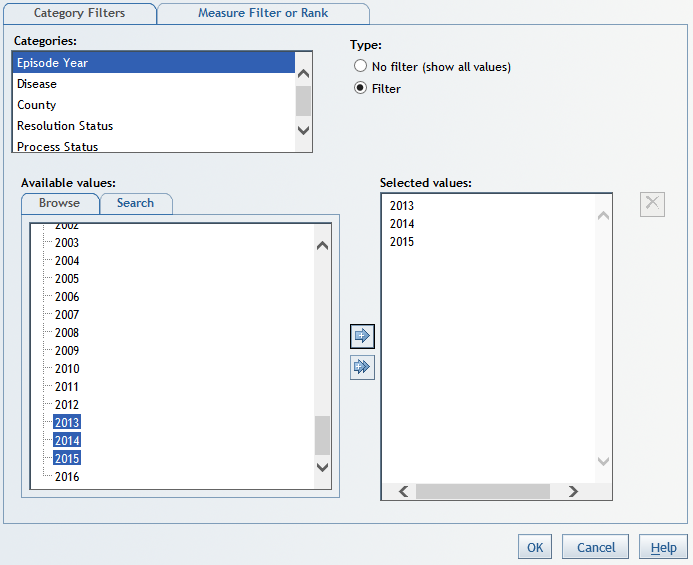 Category Filters
Measure Filter or Rank
Categories:
Episode Year
Disease
County
Resolution Status
Process Status
Type:
No filter (show all values)
Filter
Available values:
Browse
Search
2002
2003
2004
2005
2006
2007
2008
2009
2010
2011
2012
2013
2014
2015
2016
Selected values:
2013
2014
2015
OK
Cancel
Help